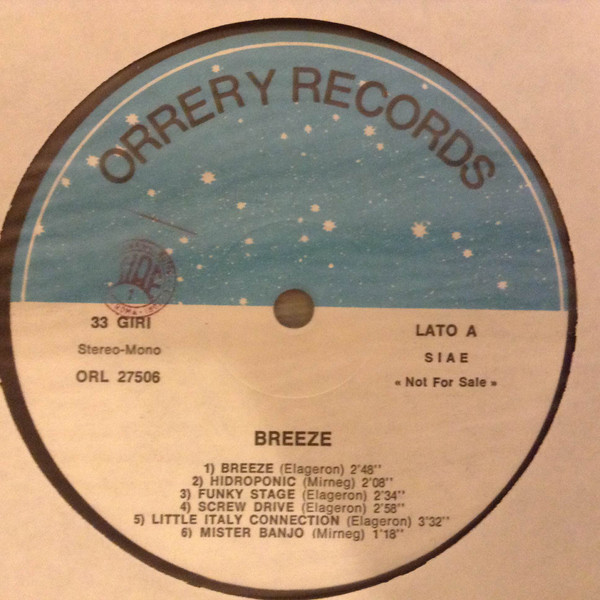 ORRERY RECORDS
SIAE
ROMA
33 GIRI
Stereo-Mono
ORL 27506
LATO A
SIAE
« Not For Sale »
BREEZE
1) BREEZE (Elageron) 2'48''
2) HIDROPONIC (Mirneg) 2'08''
3) FUNKY STAGE (Elageron) 2'34''
4) SCREW DRIVE (Elageron) 2'58''
5) LITTLE ITALY CONNECTION (Elageron) 3'32''
6) MISTER BANJO (Mirneg) 1'18''